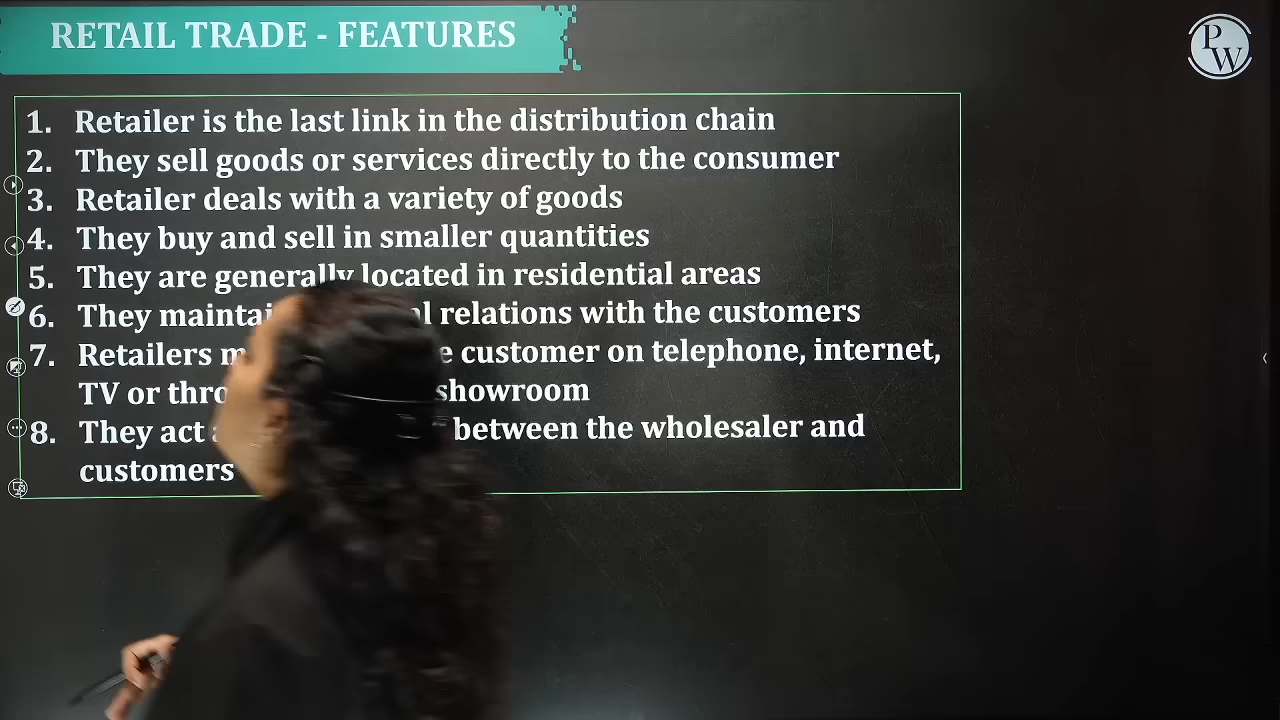 RETAIL TRADE - FEATURES
PW
1. Retailer is the last link in the distribution chain
2. They sell goods or services directly to the consumer
3. Retailer deals with a variety of goods
4. They buy and sell in smaller quantities
5. They are generally located in residential areas
6. They relations with the customers
7. Retailers customer on telephone, internet,
TV or showroom
8. They act between the wholesaler and
customers